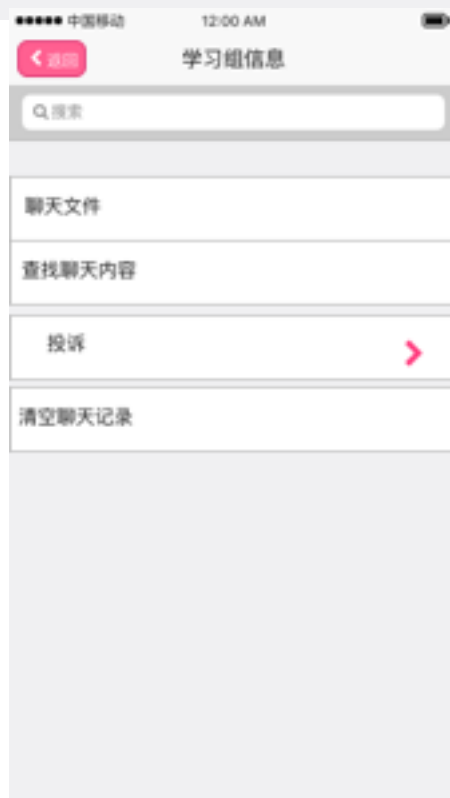 中国移动 12:00 AM
返回 学习组信息
搜索
聊天文件
查找聊天内容
投诉
清空聊天记录